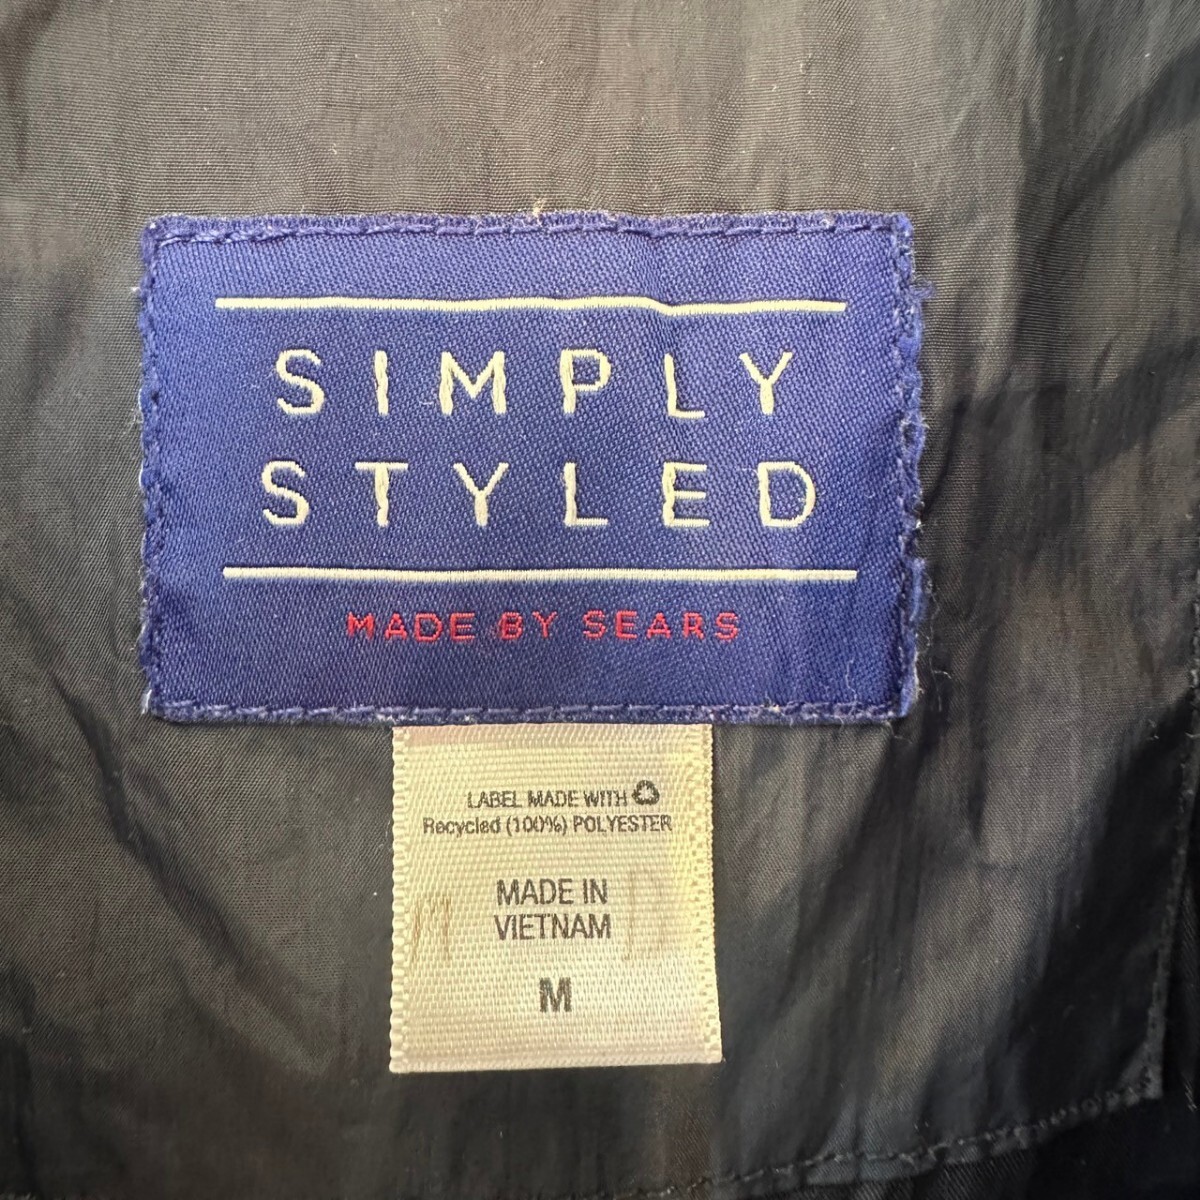 SIMPLY
STYLED
MADE BY SEARS
LABEL MADE WITH
Recycled (100%) POLYESTER
MADE IN
VIETNAM
M